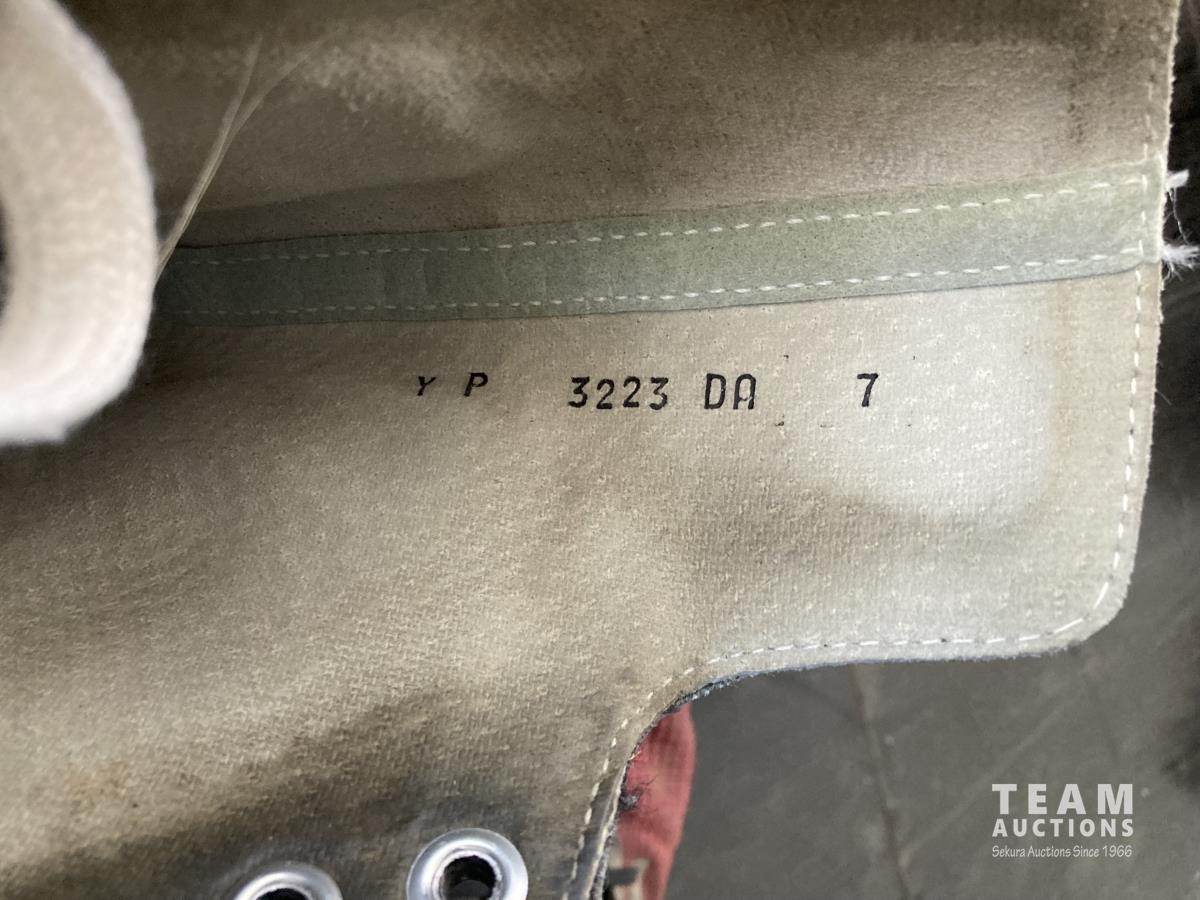 Y P 3223 DA 7
TEAM
AUCTIONS
Sekura Auctions Since 1966